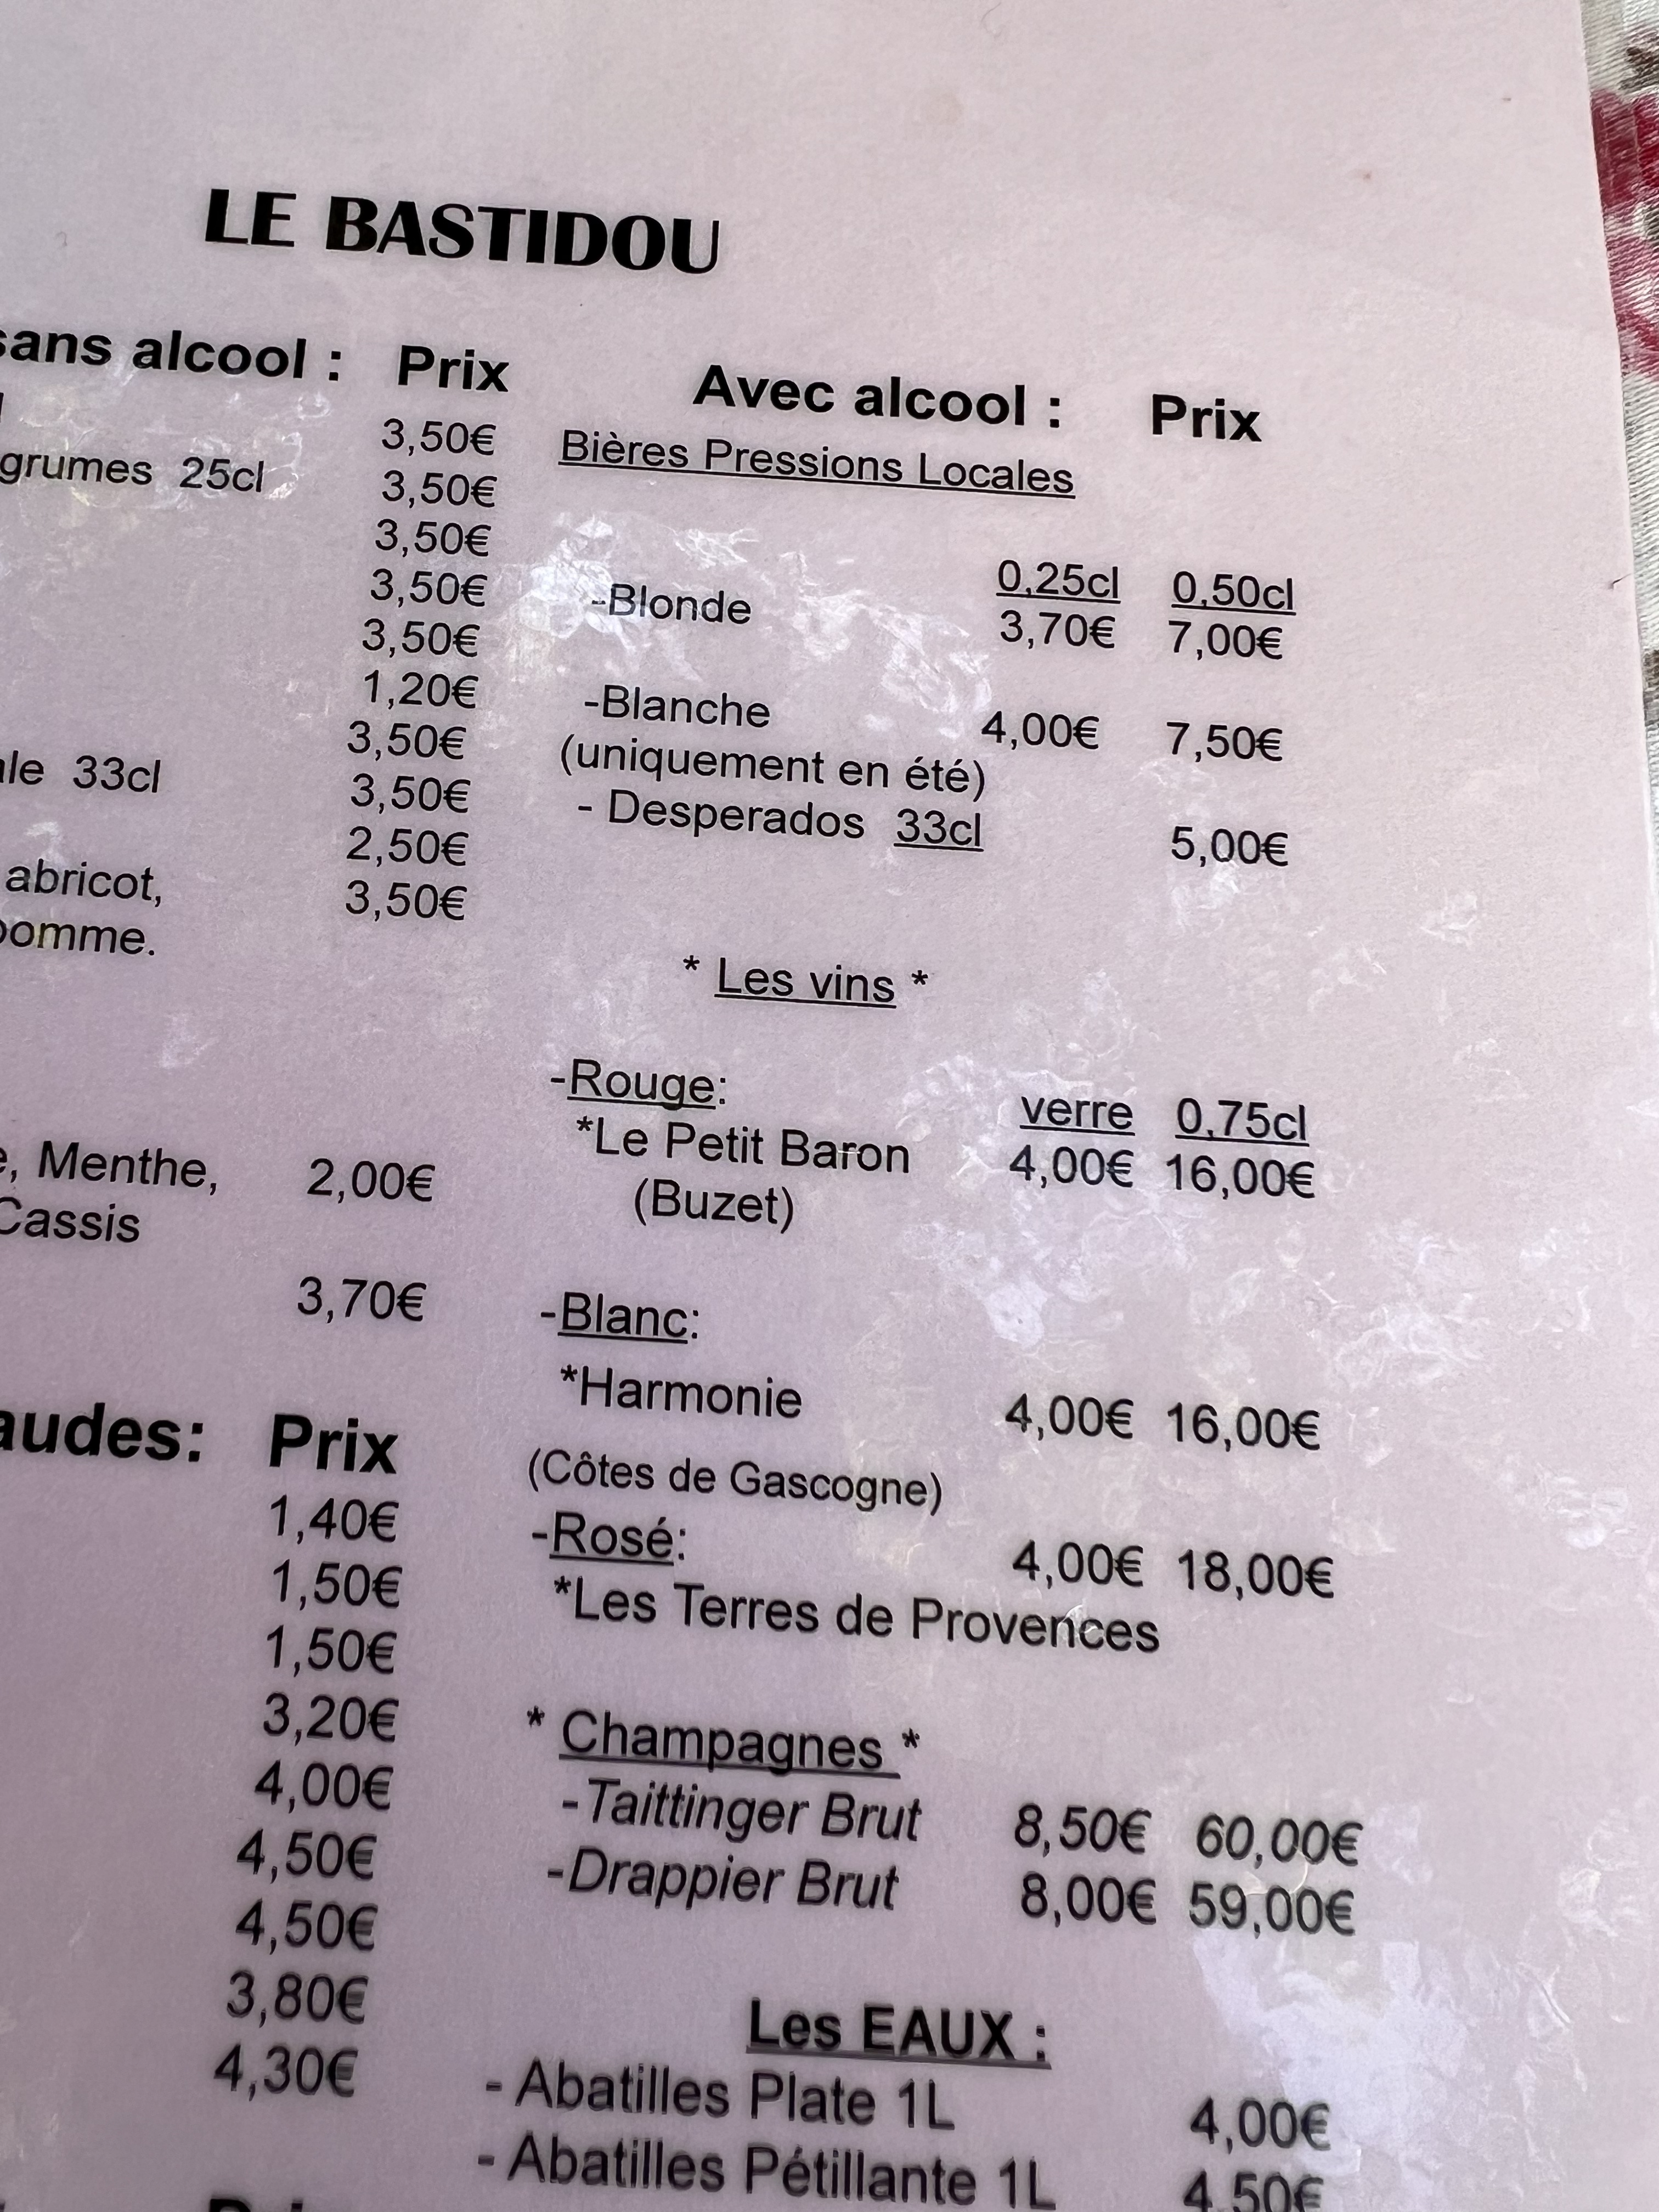 LE BASTIDOU
sans alcool : Prix
3,50€
grumes 25cl 3,50€
3,50€
3,50€
3,50€
1,20€
3,50€
33cl 3,50€
2,50€
abricot, 3,50€
pomme.
Menthe, 2,00€
Cassis
3,70€
audes: Prix
1,40€
1,50€
1,50€
3,20€
4,00€
4,50€
4,50€
3,80€
4,30€
Avec alcool : Prix
Bières Pressions Locales
0,25cl 0,50cl
-Blonde 3,70€ 7,00€
-Blanche 4,00€ 7,50€
(uniquement en été)
- Desperados 33cl 5,00€
* Les vins *
-Rouge: verre 0,75cl
*Le Petit Baron 4,00€ 16,00€
(Buzet)
-Blanc:
*Harmonie 4,00€ 16,00€
(Côtes de Gascogne)
-Rosé: 4,00€ 18,00€
*Les Terres de Provences
* Champagnes *
-Taittinger Brut 8,50€ 60,00€
-Drappier Brut 8,00€ 59,00€
Les EAUX :
- Abatilles Plate 1L 4,00€
- Abatilles Pétillante 1L 4,50€